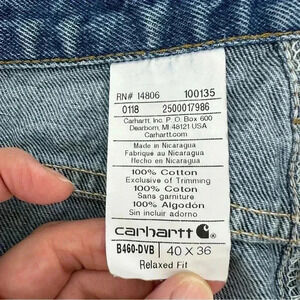 RN# 14806 100135
0118 2500017986
Carhartt, Inc. P. O. Box 600
Dearborn, MI 48121 USA
Carhartt.com
Made in Nicaragua
Fabriqué au Nicaragua
Hecho en Nicaragua
100% Cotton
Exclusive of Trimming
100% Coton
Sans garniture
100% Algodón
Sin incluir adorno
carhartt
B460-DVB 40 X 36
Relaxed Fit